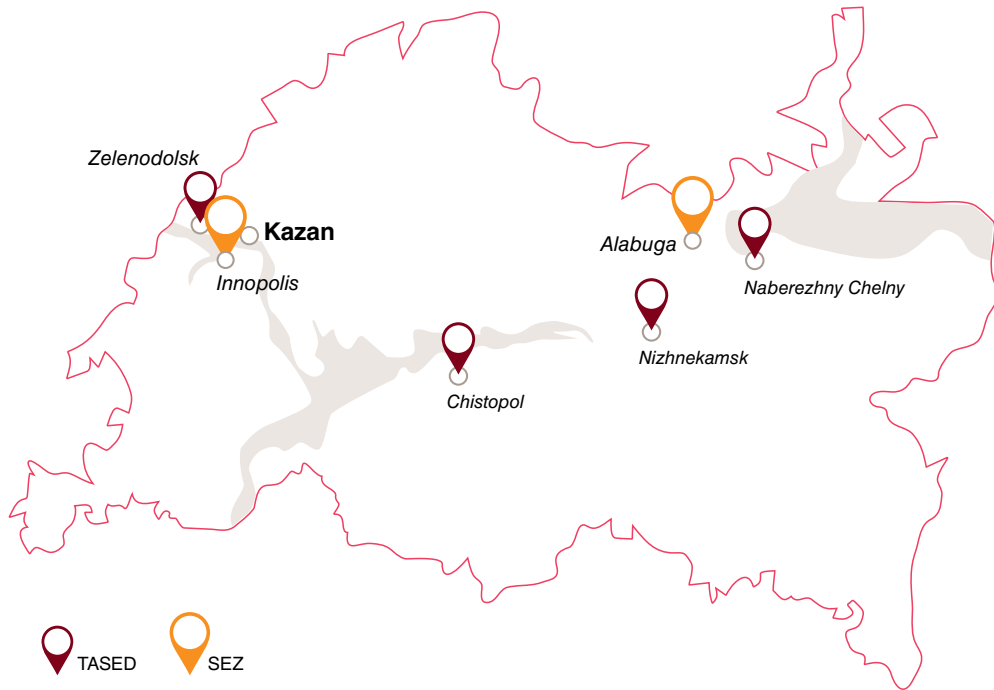 Zelenodolsk
Kazan
Innopolis
Alabuga
Naberezhny Chelny
Nizhnekamsk
Chistopol
TASED
SEZ